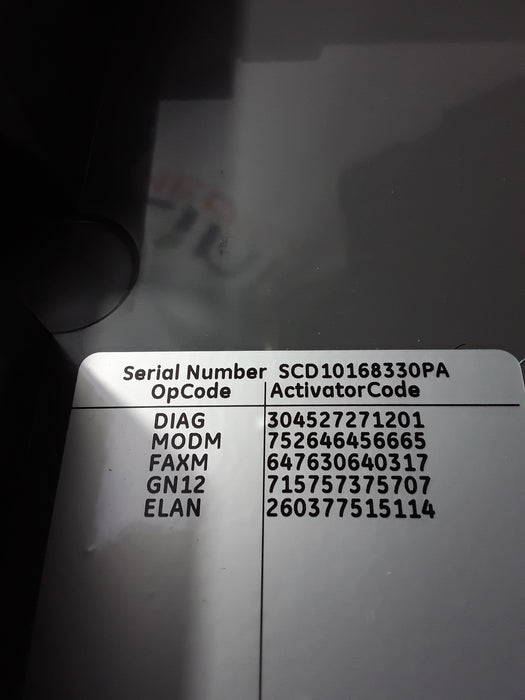 Serial Number SCD10168330PA
OpCode ActivatorCode
DIAG 304527271201
MODM 752646456665
FAXM 647630640317
GN12 715757375707
ELAN 260377515114